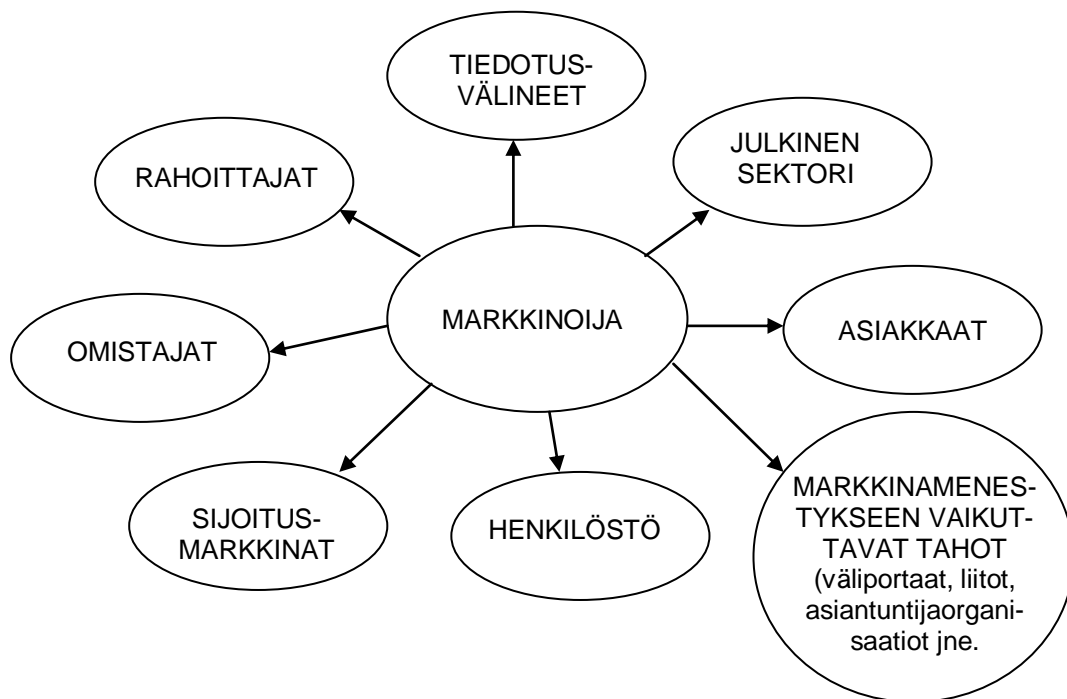 TIEDOTUS-
VÄLINEET
JULKINEN
SEKTORI
RAHOITTAJAT
MARKKINOIJA
ASIAKKAAT
OMISTAJAT
SIJOITUS-
MARKKINAT
HENKILÖSTÖ
MARKKINAMENES-
TYKSEEN VAIKUT-
TAVAT TAHOT
(väliportaat, liitot,
asiantuntijaorgani-
saatiot jne.